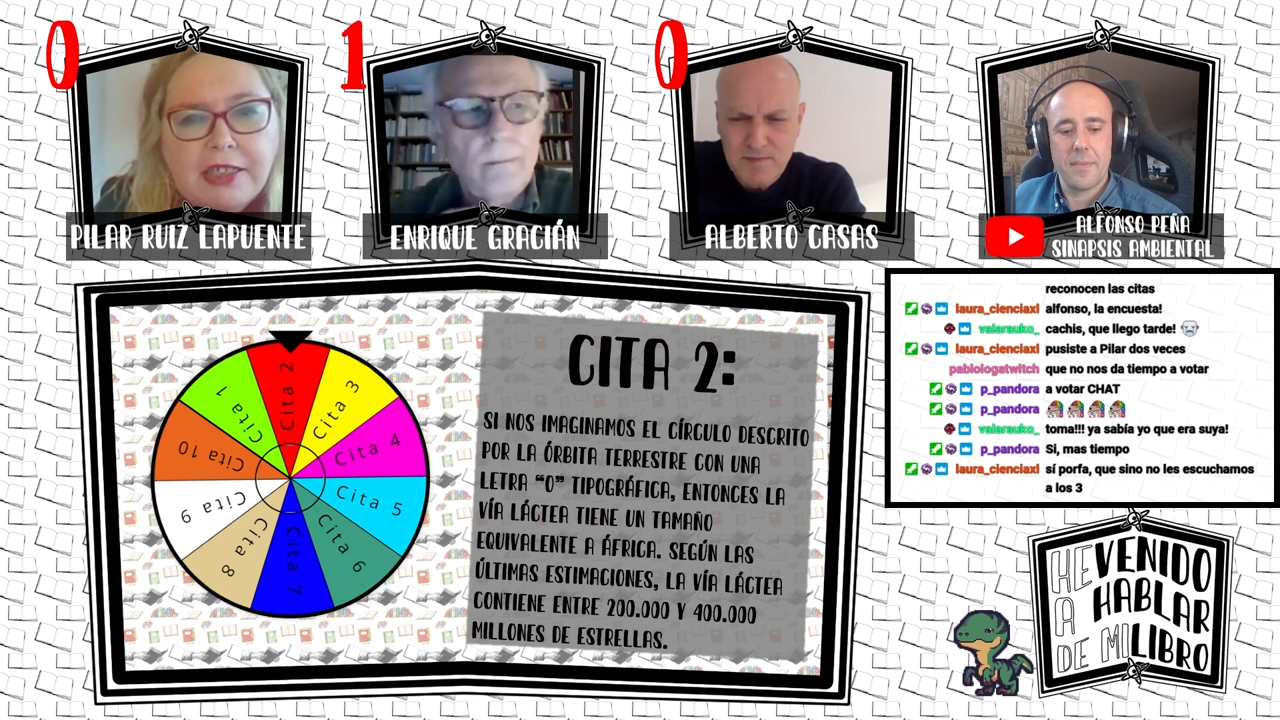 0
1
0
PILAR RUIZ LAPUENTE
ENRIQUE GRACIÁN
ALBERTO CASAS
ALFONSO PEÑA
SINAPSIS AMBIENTAL
Cita 1
Cita 2
Cita 3
Cita 4
Cita 5
Cita 6
Cita 7
Cita 8
Cita 9
Cita 10
CITA 2:
SI NOS IMAGINAMOS EL CÍRCULO DESCRITO
POR LA ÓRBITA TERRESTRE CON UNA
LETRA “O” TIPOGRÁFICA, ENTONCES LA
VÍA LÁCTEA TIENE UN TAMAÑO
EQUIVALENTE A ÁFRICA. SEGÚN LAS
ÚLTIMAS ESTIMACIONES, LA VÍA LÁCTEA
CONTIENE ENTRE 200.000 Y 400.000
MILLONES DE ESTRELLAS.
reconocen las citas
laura_cienciaxl alfonso, la encuesta!
valarauko_ cachis, que llego tarde!
laura_cienciaxl pusiste a Pilar dos veces
pabiologatwitch que no nos da tiempo a votar
p_pandora a votar CHAT
p_pandora
valarauko_ toma!!! ya sabía yo que era suya!
p_pandora Si, mas tiempo
laura_cienciaxl sí porfa, que sino no les escuchamos
a los 3
HE VENIDO
A HABLAR
DE MI LIBRO